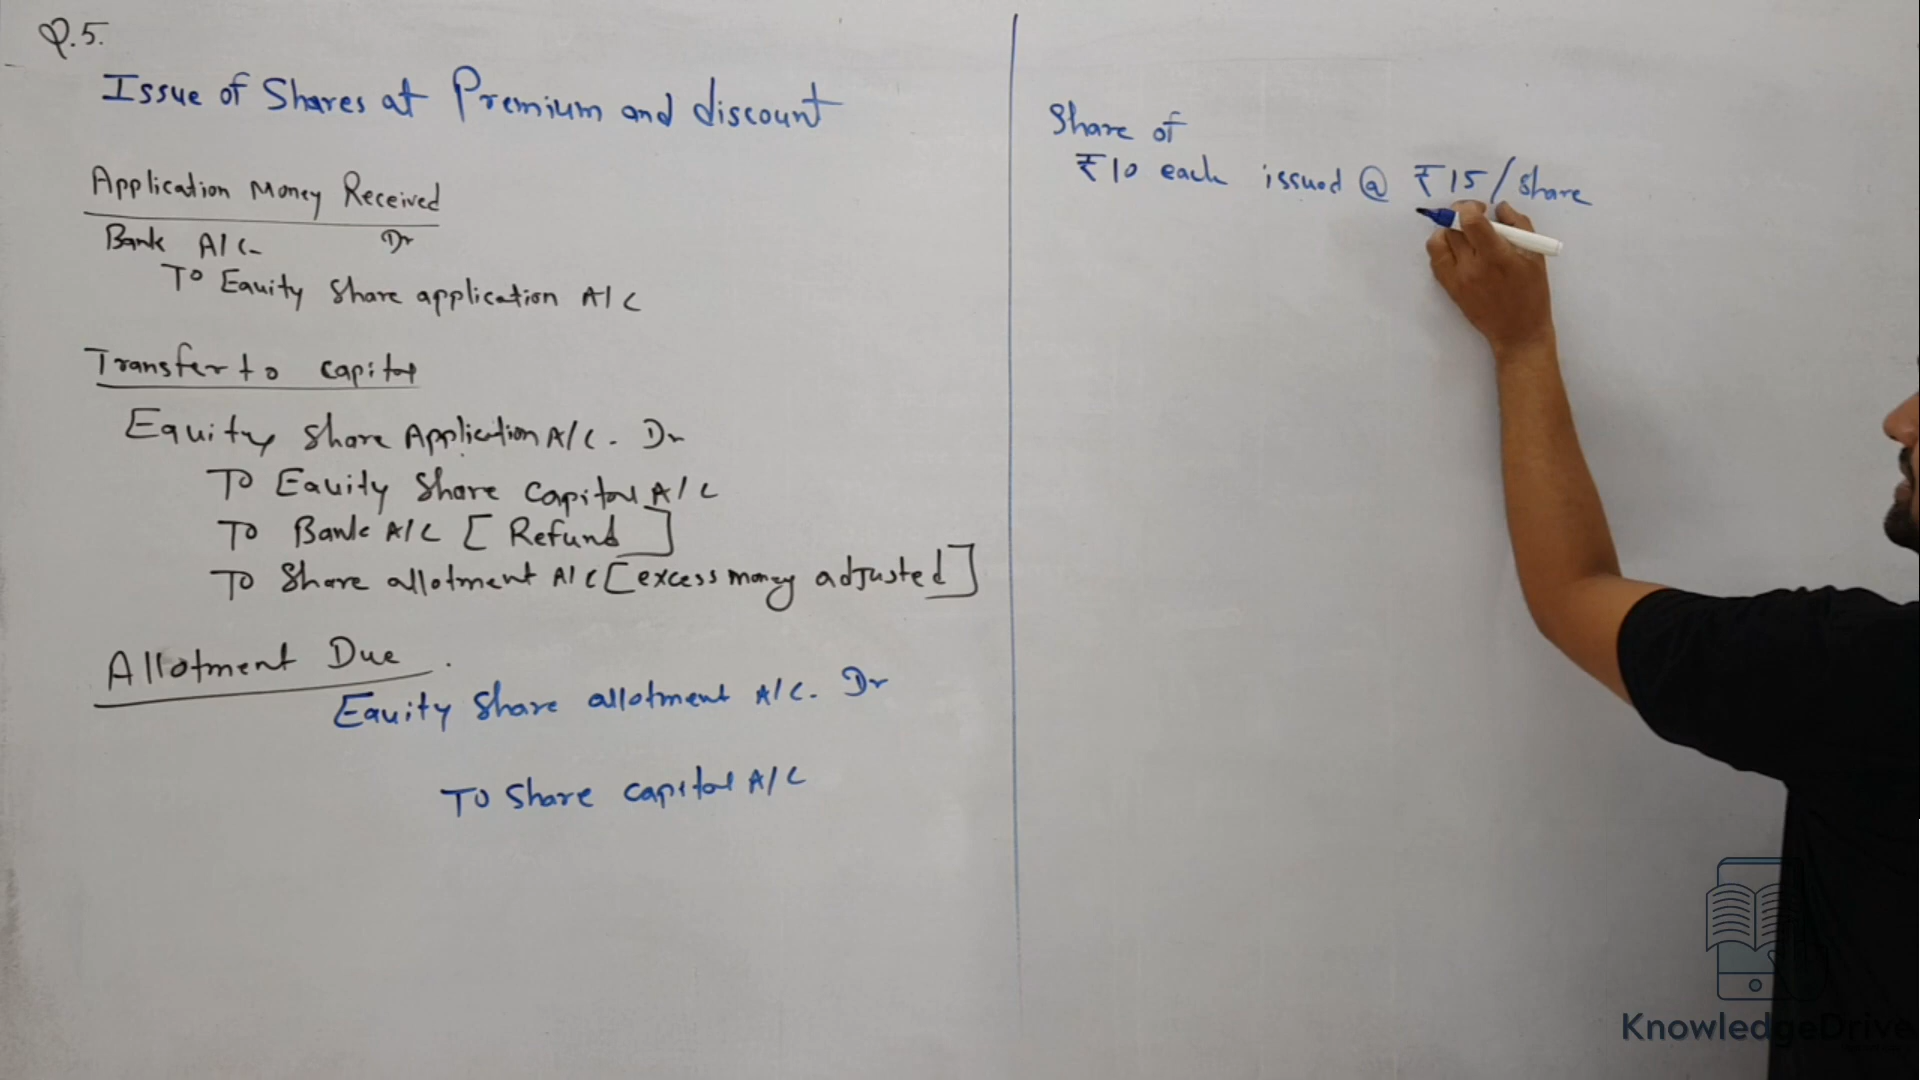 Q.5.
Issue of Shares at Premium and discount
Application Money Received
Bank A/C Dr
To Equity Share application A/C
Transfer to capital
Equity Share Application A/C. Dr
To Equity Share capital A/C
To Bank A/C [Refund]
To Share allotment A/C [excess money adjusted]
Allotment Due.
Equity Share allotment A/C. Dr
To Share capital A/C
Share of
₹10 each issued @ ₹15/share
KnowledgeDrive